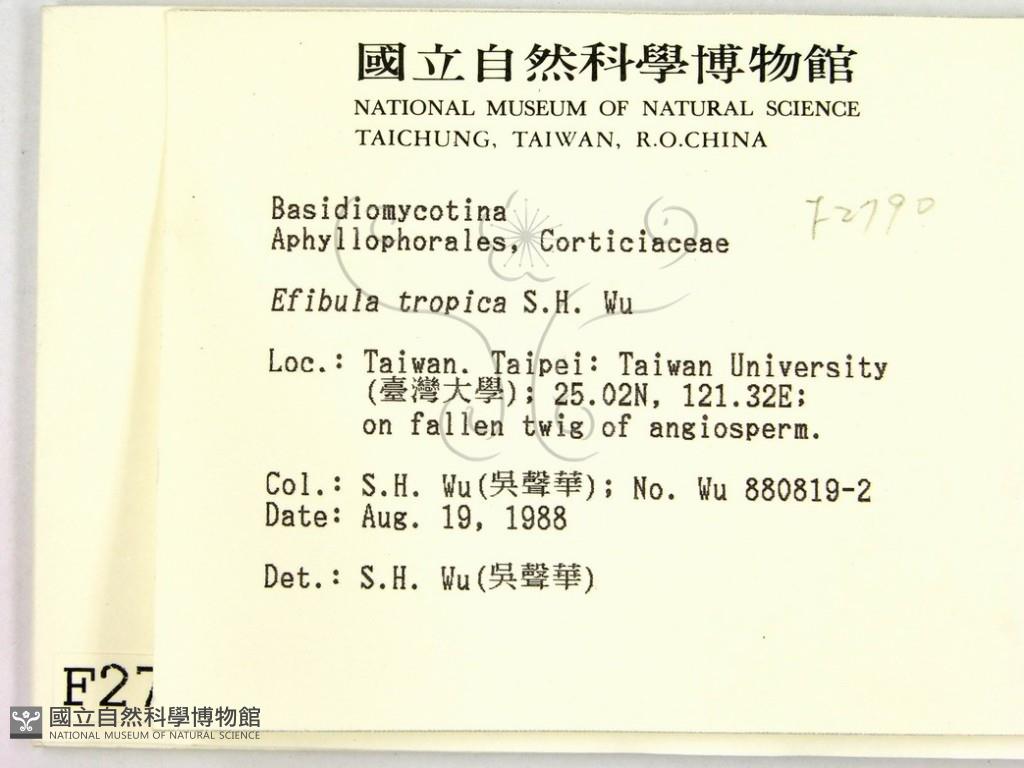 國立自然科學博物館
NATIONAL MUSEUM OF NATURAL SCIENCE
TAICHUNG, TAIWAN, R.O.CHINA
F2790
Basidiomycotina
Aphyllophorales, Corticiaceae
Efibula tropica S.H. Wu
Loc.: Taiwan. Taipei: Taiwan University
(臺灣大學); 25.02N, 121.32E;
on fallen twig of angiosperm.
Col.: S.H. Wu(吳聲華); No. Wu 880819-2
Date: Aug. 19, 1988
Det.: S.H. Wu(吳聲華)
F27
國立自然科學博物館
NATIONAL MUSEUM OF NATURAL SCIENCE